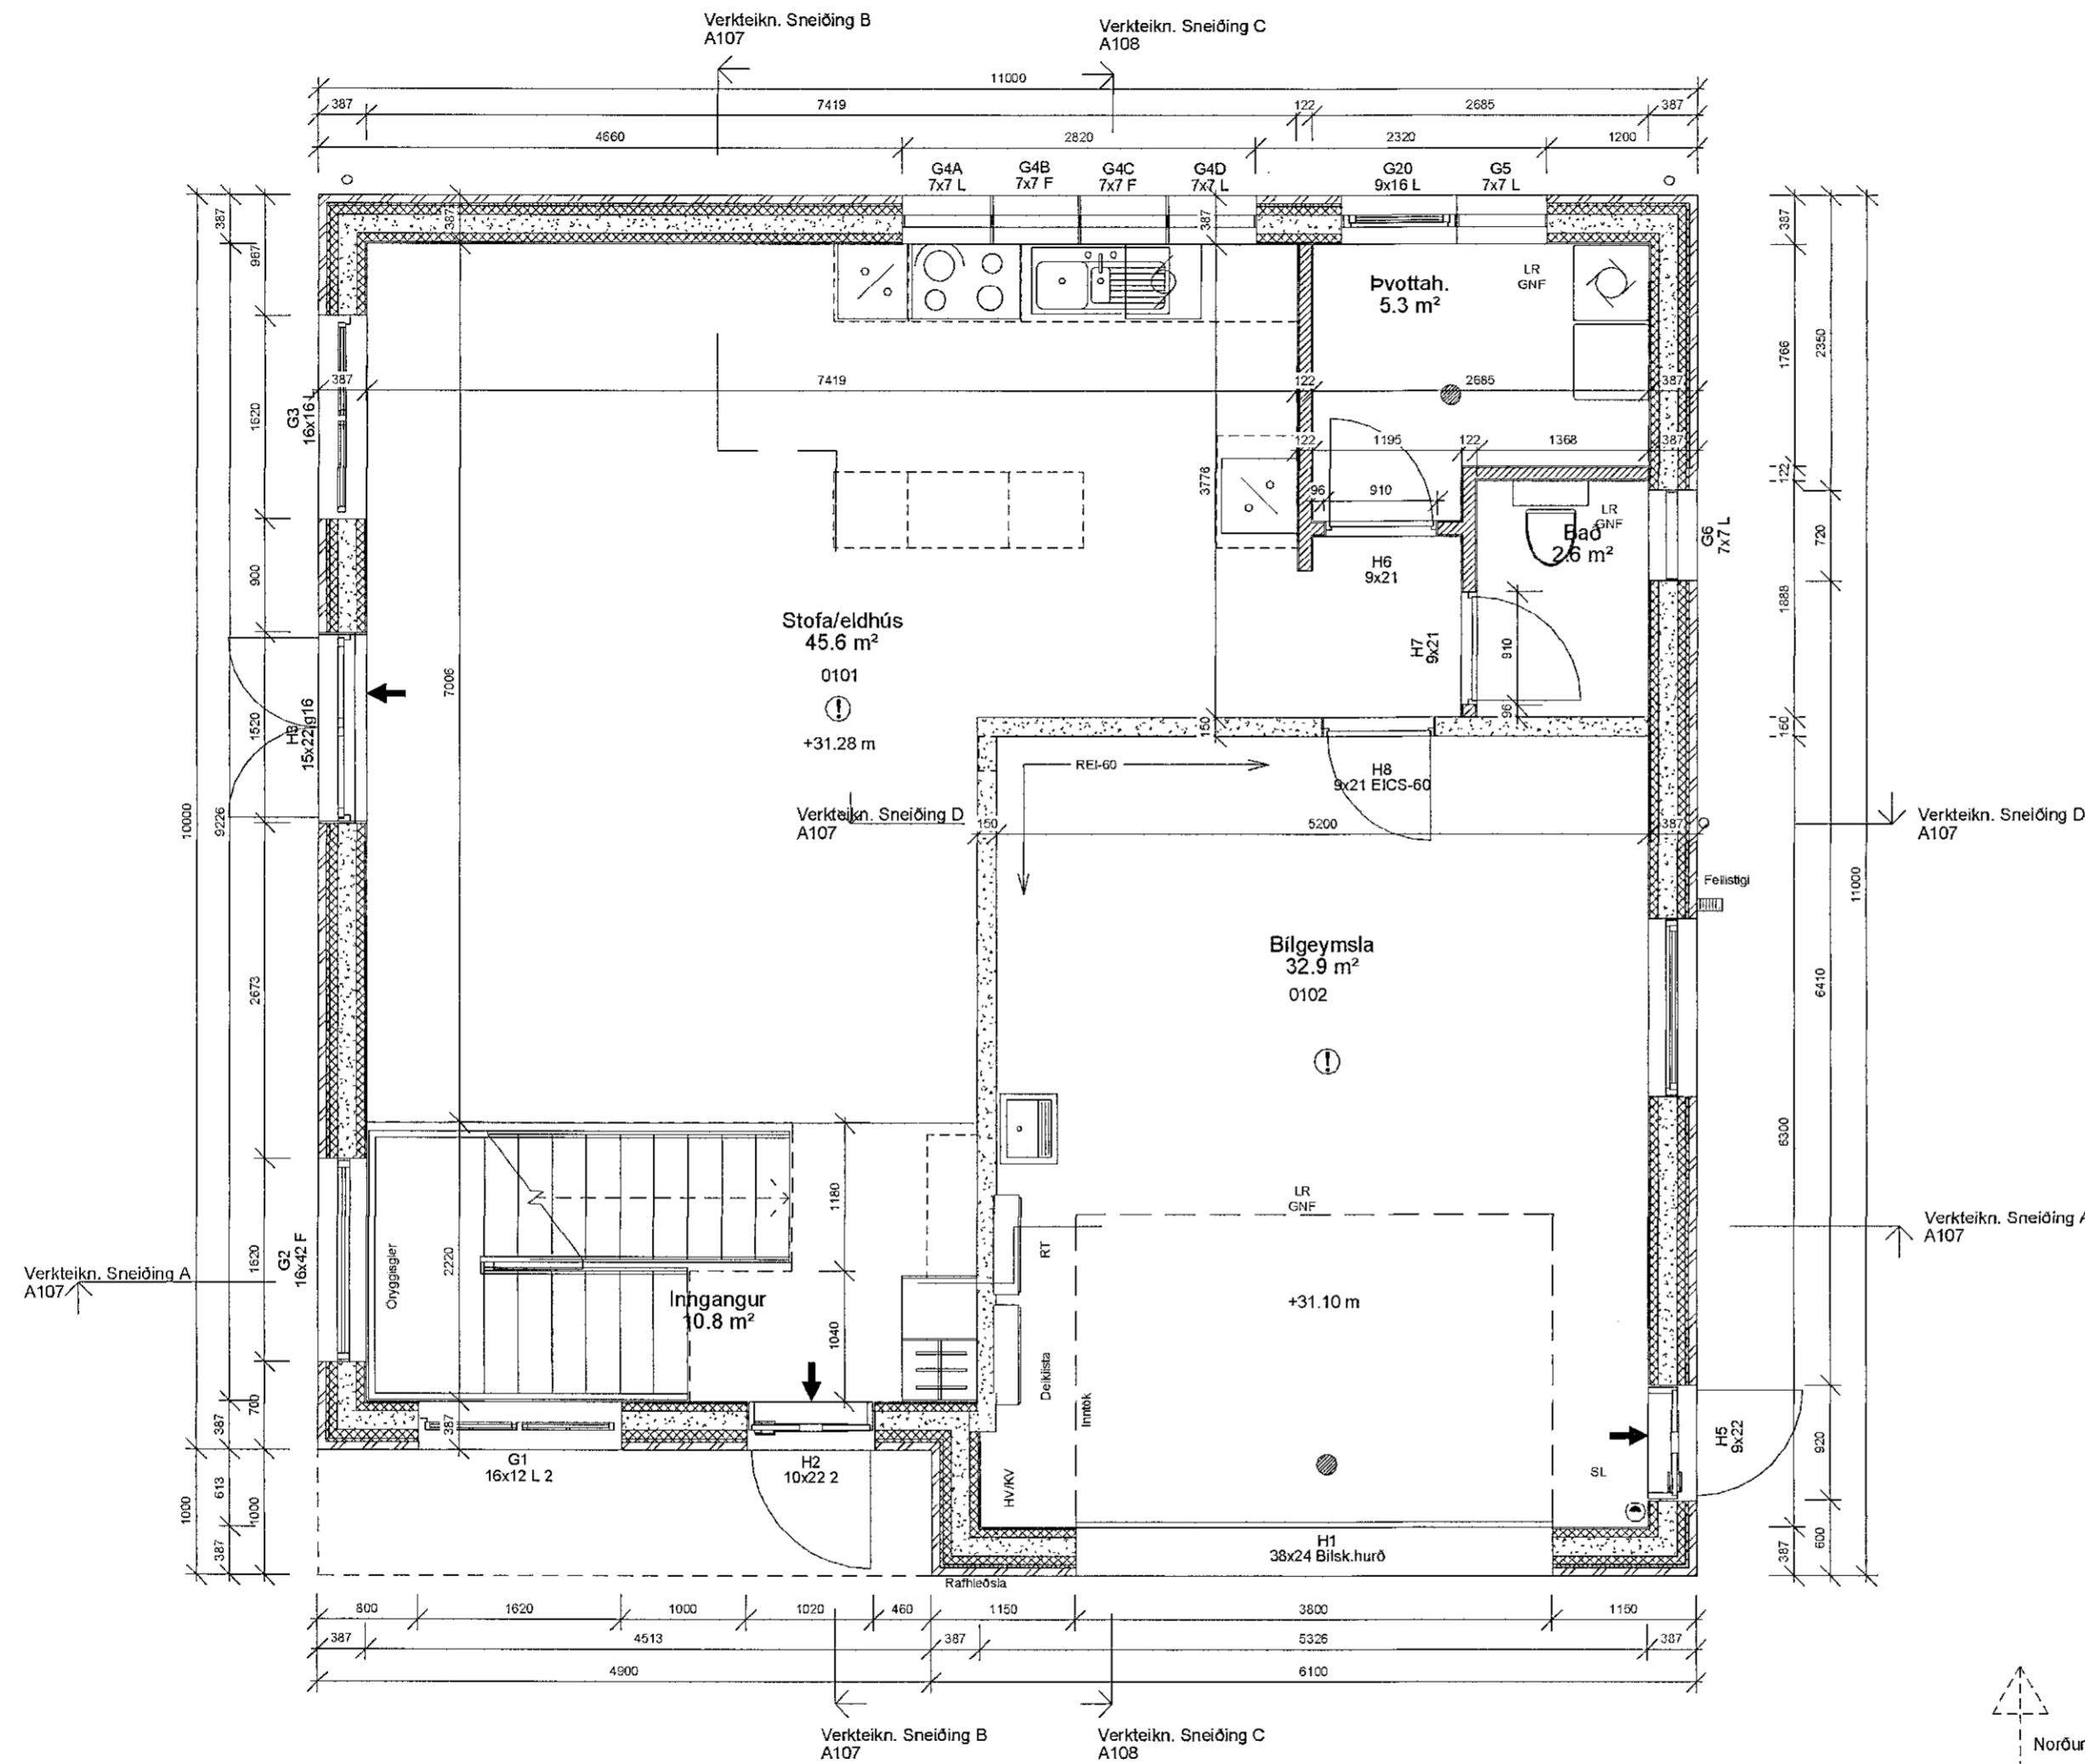 Verkteikn. Sneiðing B
A107
Verkteikn. Sneiðing C
A108
11000
387 7419 122 2685 387
4660 2820 2320 1200
G4A
7x7 L
G4B
7x7 F
G4C
7x7 F
G4D
7x7 L
G20
9x16 L
G5
7x7 L
387
967
387
387
387
2350
1766
Þvottah.
5.3 m²
LR
GNF
387 7419 122 2685 387
G3
16x16 L
1620
122 1195 122 1368 387
3776
96 910
122
LR
GNF
Bað
2.6 m²
G6
7x7 L
720
H6
9x21
900
1888
Stofa/eldhús
45.6 m²
0101
+31.28 m
H7
9x21
910
96
7006
H3
15x22 g16
1520
150
150
REI-60
H8
9x21 EICS-60
Verkteikn. Sneiðing D
A107
150 5200 387
Verkteikn. Sneiðing D
A107
10000
9226
11000
Fellistigi
Bílgeymsla
32.9 m²
0102
2673
6410
6300
1180
LR
GNF
Verkteikn. Sneiðing A
A107
RT
2220
G2
16x42 F
1620
Verkteikn. Sneiðing A
A107
Öryggisgler
Inngangur
10.8 m²
1040
+31.10 m
Deikiista
Inntök
700
387
387
H5
9x22
920
G1
16x12 L 2
H2
10x22 2
HV/KV
SL
1000
613
1000
387
H1
38x24 Bílsk.hurð
387
600
Rafhleðsla
800 1620 1000 1020 460 1150 3800 1150
387 4513 387 5326 387
4900 6100
Verkteikn. Sneiðing B
A107
Verkteikn. Sneiðing C
A108
Norður